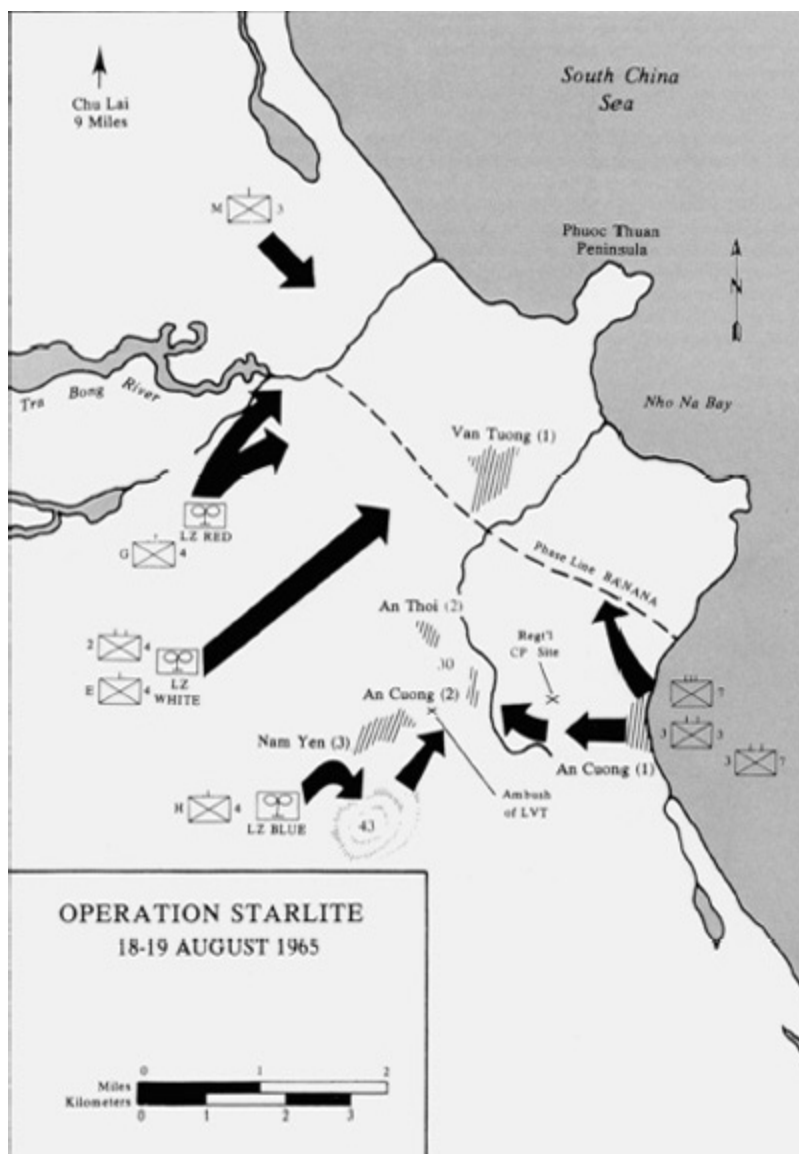 South China
Sea
Chu Lai
9 Miles
M 3
Phuoc Thuan
Peninsula
N
Tra Bong River
Nho Na Bay
Van Tuong (1)
LZ RED
G 4
Phase Line BANANA
An Thoi (2)
Regt'l
CP Site
2 4
30
LZ
WHITE
E 4
An Cuong (2)
7
3 3
Nam Yen (3)
3 7
An Cuong (1)
H 4
LZ BLUE
43
Ambush
of LVT
OPERATION STARLITE
18-19 AUGUST 1965
0 1 2
Miles
Kilometers
0 1 2 3